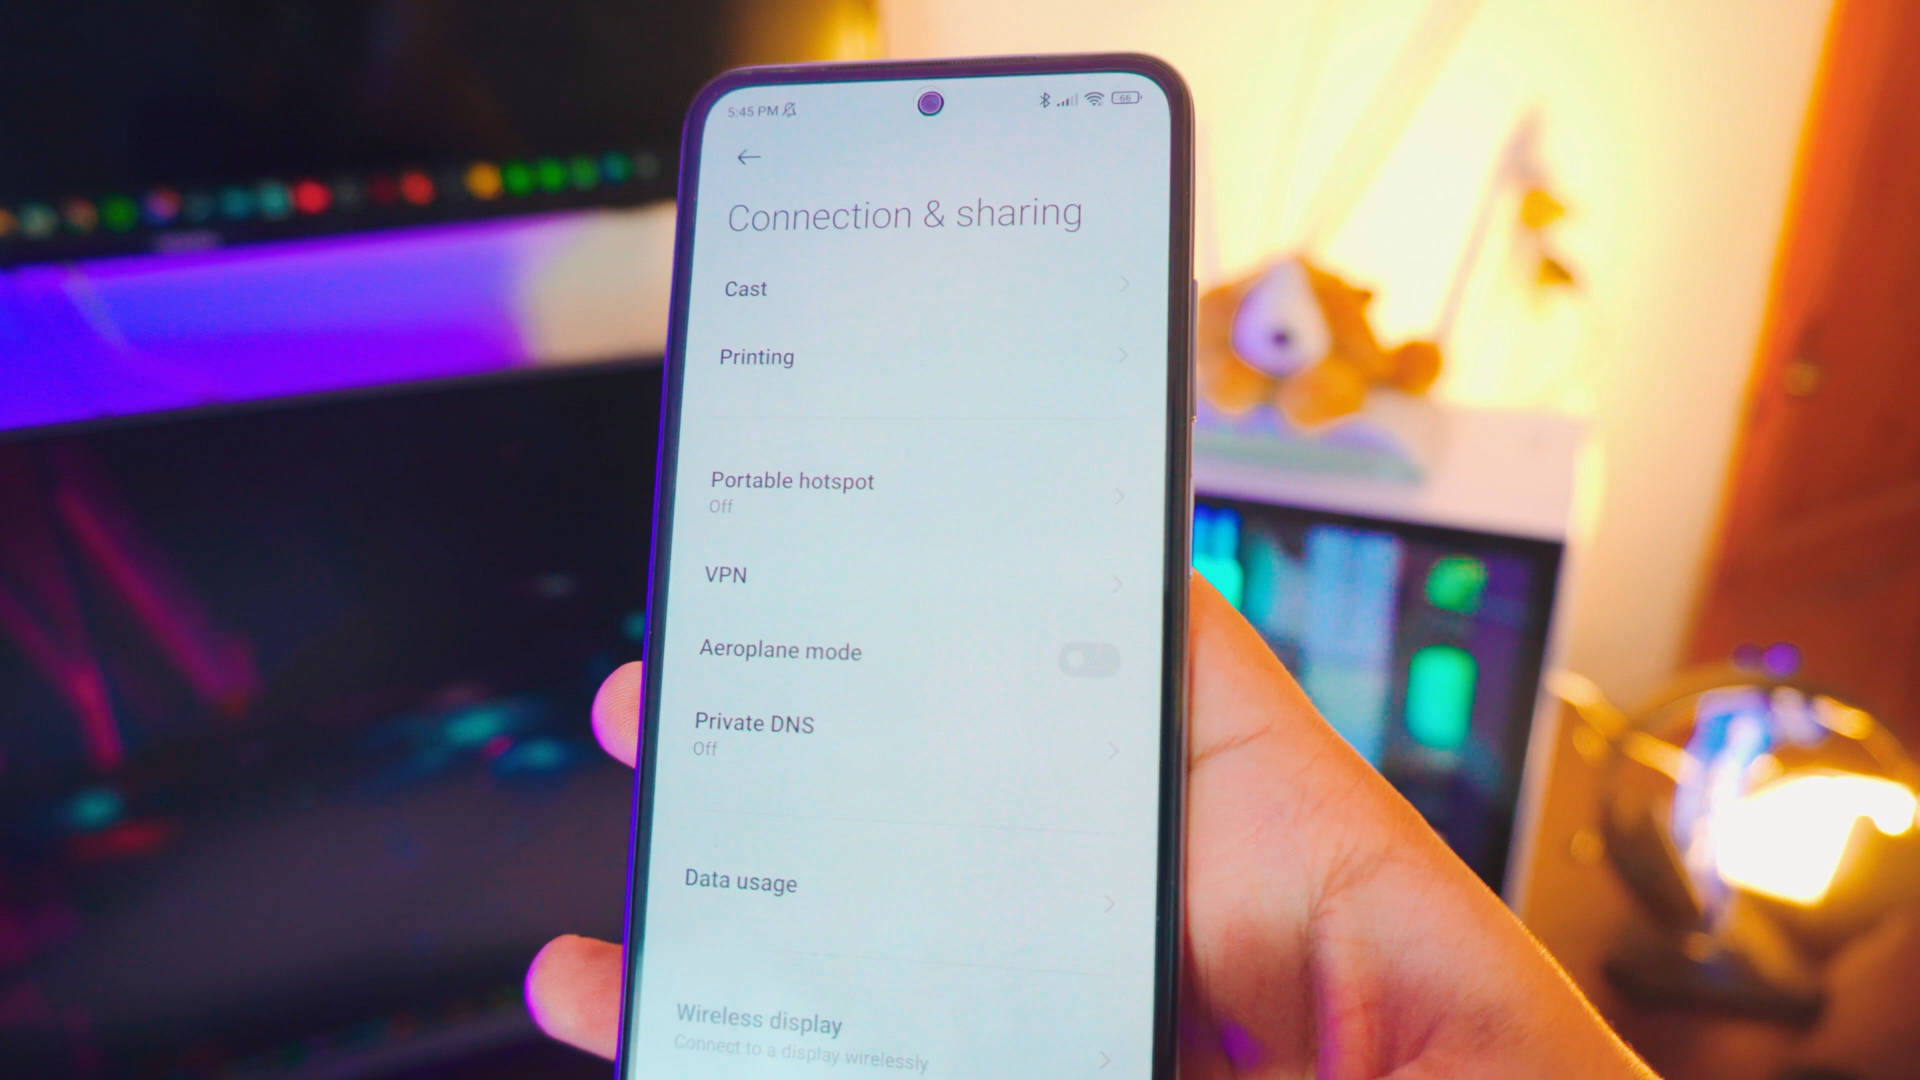 5:45 PM
66
Connection & sharing
Cast
Printing
Portable hotspot
Off
VPN
Aeroplane mode
Private DNS
Off
Data usage
Wireless display
Connect to a display wirelessly